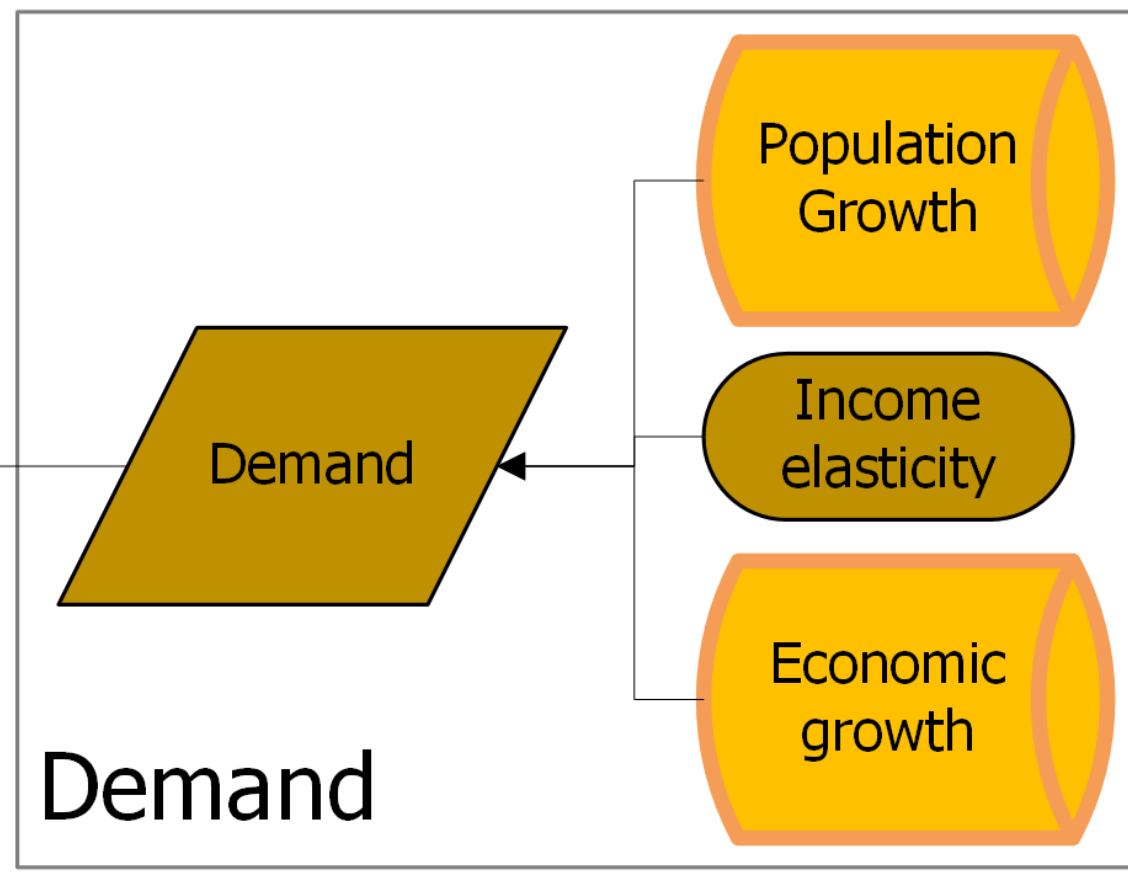 Population
Growth
Income
elasticity
Demand
Economic
growth
Demand